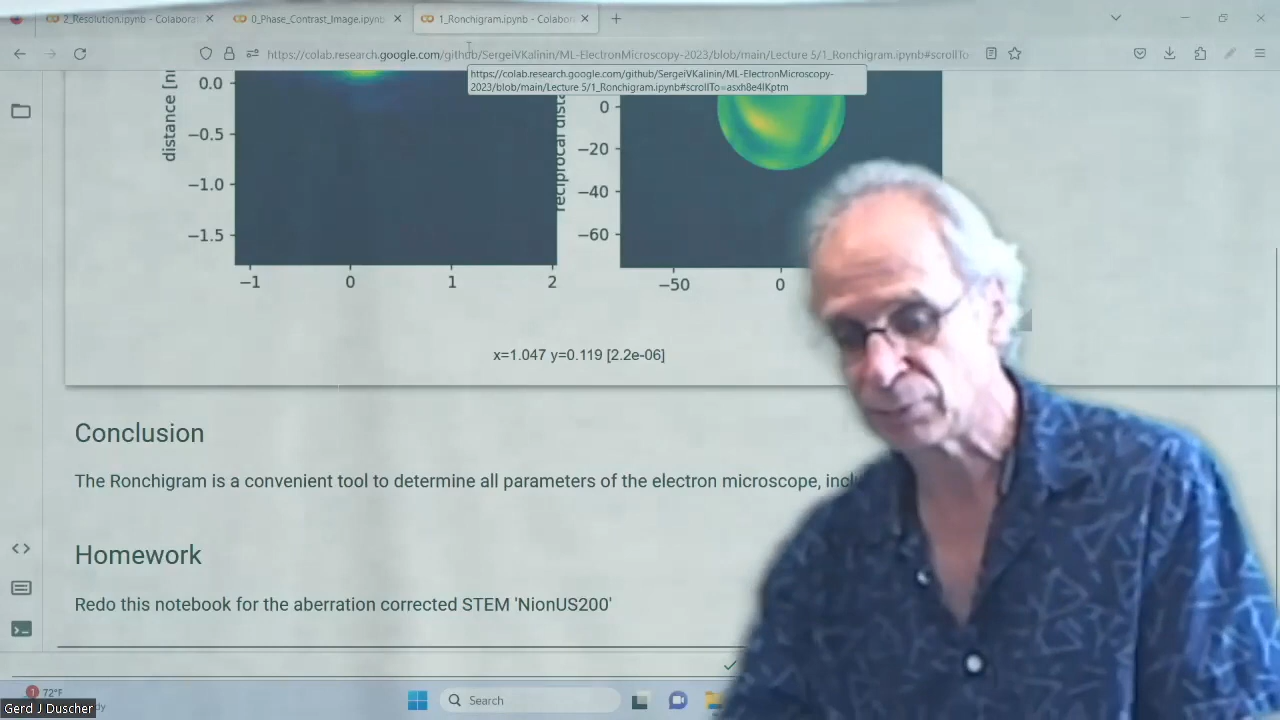 2_Resolution.ipynb - Colabora
0_Phase_Contrast_Image.ipynb
1_Ronchigram.ipynb - Colabor
https://colab.research.google.com/github/SergeiVKalinin/ML-ElectronMicroscopy-2023/blob/main/Lecture 5/1_Ronchigram.ipynb#scrollTo
https://colab.research.google.com/github/SergeiVKalinin/ML-ElectronMicroscopy-
2023/blob/main/Lecture 5/1_Ronchigram.ipynb#scrollTo=asxh8e4lKptm
distance [n
0.0
−0.5
−1.0
−1.5
−1 0 1 2
reciprocal dist
0
−20
−40
−60
−50 0
x=1.047 y=0.119 [2.2e-06]
Conclusion
The Ronchigram is a convenient tool to determine all parameters of the electron microscope, incl
Homework
Redo this notebook for the aberration corrected STEM 'NionUS200'
1
72°F
Search
Gerd J Duscher